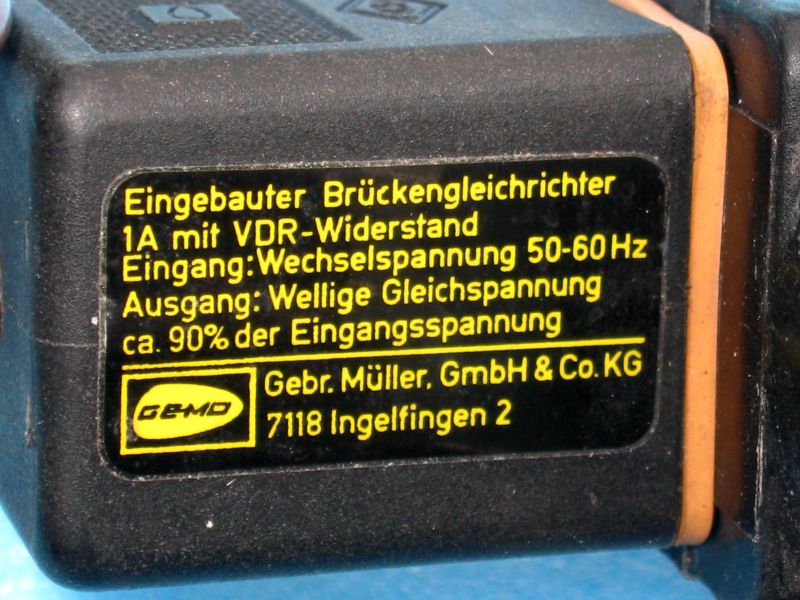 Eingebauter Brückengleichrichter
1A mit VDR-Widerstand
Eingang: Wechselspannung 50-60 Hz
Ausgang: Wellige Gleichspannung
ca. 90% der Eingangsspannung
GEMO
Gebr. Müller, GmbH & Co. KG
7118 Ingelfingen 2